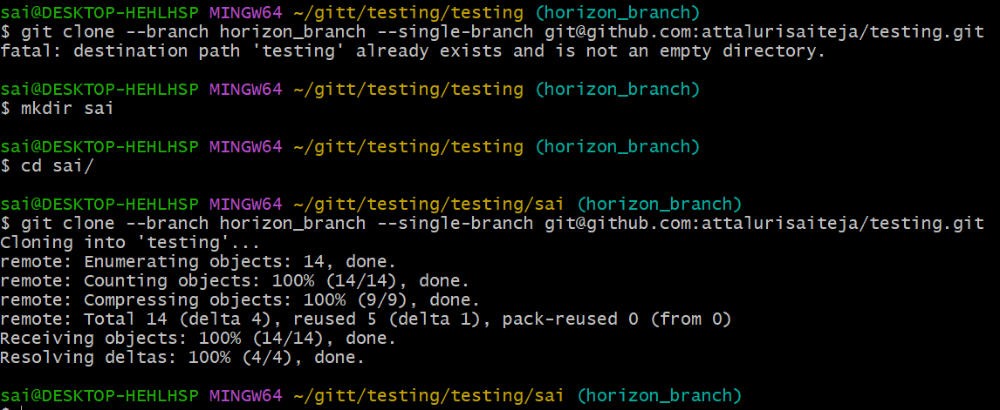 sai@DESKTOP-HEHLHSP MINGW64 ~/gitt/testing/testing (horizon_branch)
$ git clone --branch horizon_branch --single-branch git@github.com:attalurisaiteja/testing.git
fatal: destination path 'testing' already exists and is not an empty directory.
sai@DESKTOP-HEHLHSP MINGW64 ~/gitt/testing/testing (horizon_branch)
$ mkdir sai
sai@DESKTOP-HEHLHSP MINGW64 ~/gitt/testing/testing (horizon_branch)
$ cd sai/
sai@DESKTOP-HEHLHSP MINGW64 ~/gitt/testing/testing/sai (horizon_branch)
$ git clone --branch horizon_branch --single-branch git@github.com:attalurisaiteja/testing.git
Cloning into 'testing'...
remote: Enumerating objects: 14, done.
remote: Counting objects: 100% (14/14), done.
remote: Compressing objects: 100% (9/9), done.
remote: Total 14 (delta 4), reused 5 (delta 1), pack-reused 0 (from 0)
Receiving objects: 100% (14/14), done.
Resolving deltas: 100% (4/4), done.
sai@DESKTOP-HEHLHSP MINGW64 ~/gitt/testing/testing/sai (horizon_branch)
$